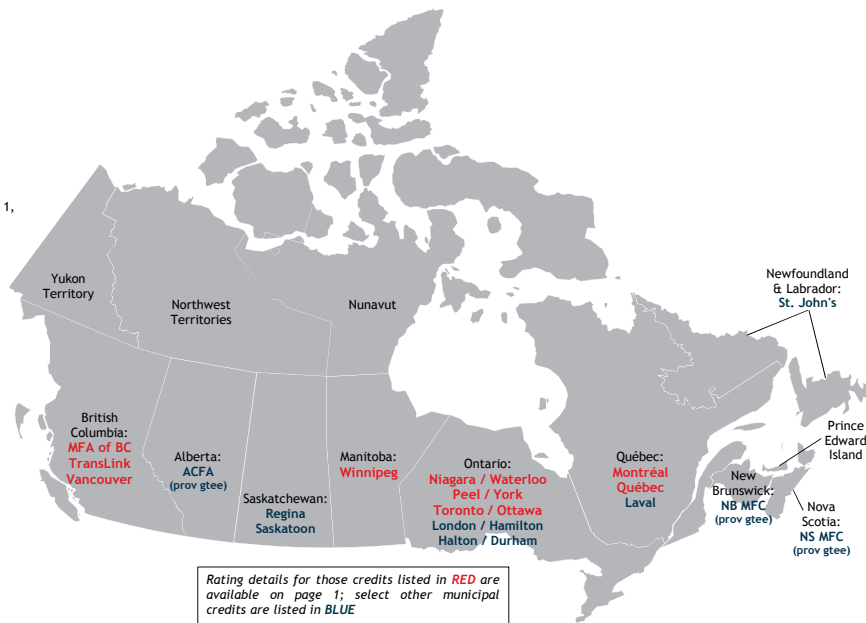 1,
Yukon
Territory
Northwest
Territories
Nunavut
Newfoundland
& Labrador:
St. John's
British
Columbia:
MFA of BC
TransLink
Vancouver
Alberta:
ACFA
(prov gtee)
Saskatchewan:
Regina
Saskatoon
Manitoba:
Winnipeg
Ontario:
Niagara / Waterloo
Peel / York
Toronto / Ottawa
London / Hamilton
Halton / Durham
Québec:
Montréal
Québec
Laval
Prince
Edward
Island
New
Brunswick:
NB MFC
(prov gtee)
Nova
Scotia:
NS MFC
(prov gtee)
Rating details for those credits listed in RED are
available on page 1; select other municipal
credits are listed in BLUE